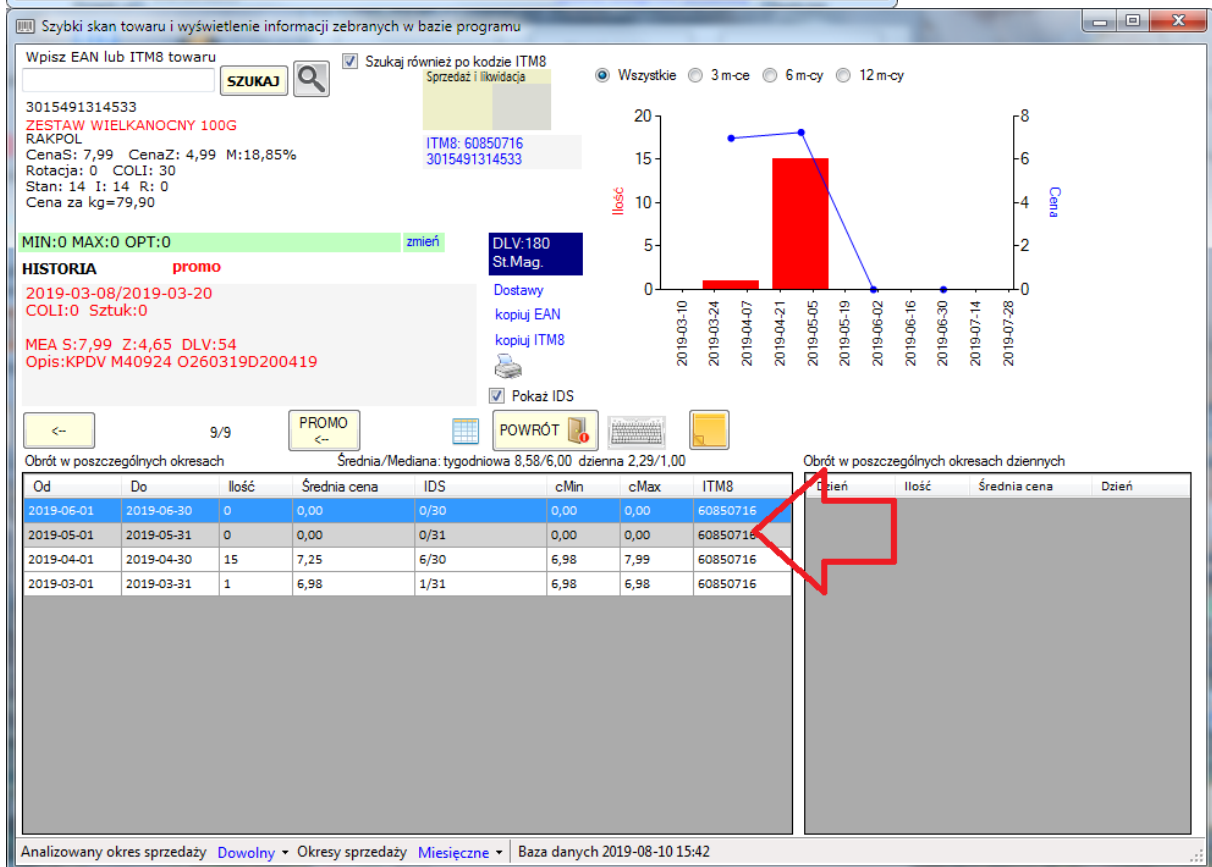 Szybki skan towaru i wyświetlenie informacji zebranych w bazie programu
Wpisz EAN lub ITM8 towaru
SZUKAJ
Szukaj również po kodzie ITM8
Sprzedaż i likwidacja
Wszystkie 3 m-ce 6 m-cy 12 m-cy
3015491314533
ZESTAW WIELKANOCNY 100G
RAKPOL
CenaS: 7,99 CenaZ: 4,99 M:18,85%
Rotacja: 0 COLI: 30
Stan: 14 I: 14 R: 0
Cena za kg=79,90
ITM8: 60850716
3015491314533
20
15
10
5
0
Ilość
8
6
4
2
0
Cena
2019-03-10
2019-03-24
2019-04-07
2019-04-21
2019-05-05
2019-05-19
2019-06-02
2019-06-16
2019-06-30
2019-07-14
2019-07-28
MIN:0 MAX:0 OPT:0 zmień
DLV:180
St.Mag.
HISTORIA promo
2019-03-08/2019-03-20
COLI:0 Sztuk:0
MEA S:7,99 Z:4,65 DLV:54
Opis:KPDV M40924 O260319D200419
Dostawy
kopiuj EAN
kopiuj ITM8
Pokaż IDS
<-- 9/9 PROMO
<--
POWRÓT
Obrót w poszczególnych okresach Średnia/Mediana: tygodniowa 8,58/6,00 dzienna 2,29/1,00
Od Do Ilość Średnia cena IDS cMin cMax ITM8
2019-06-01 2019-06-30 0 0,00 0/30 0,00 0,00 60850716
2019-05-01 2019-05-31 0 0,00 0/31 0,00 0,00 60850716
2019-04-01 2019-04-30 15 7,25 6/30 6,98 7,99 60850716
2019-03-01 2019-03-31 1 6,98 1/31 6,98 6,98 60850716
Obrót w poszczególnych okresach dziennych
Dzień Ilość Średnia cena Dzień
Analizowany okres sprzedaży Dowolny Okresy sprzedaży Miesięczne Baza danych 2019-08-10 15:42